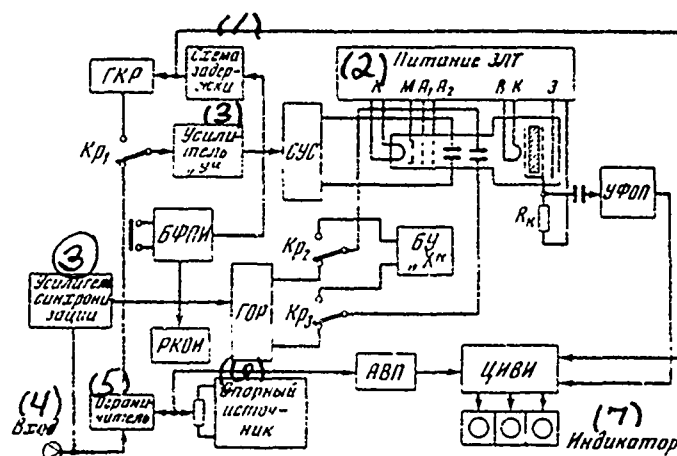 (1)
ГКР
Схема
задер-
жки
(2) Питание ЗЛТ
К М А₁ А₂ В К З
(3)
Кр₁
Усили-
тель
„У“
СУС
УФОП
Rк
БФПИ
Кр₂
БУ
„Х“
3
Усилител
синхрони
зации
ГОР
Кр₃
РКОИ
(6)
АВП
ЦИВИ
(5)
Ограни-
читель
Опорный
источ-
ник
(4)
Вход
(7)
Индикатор